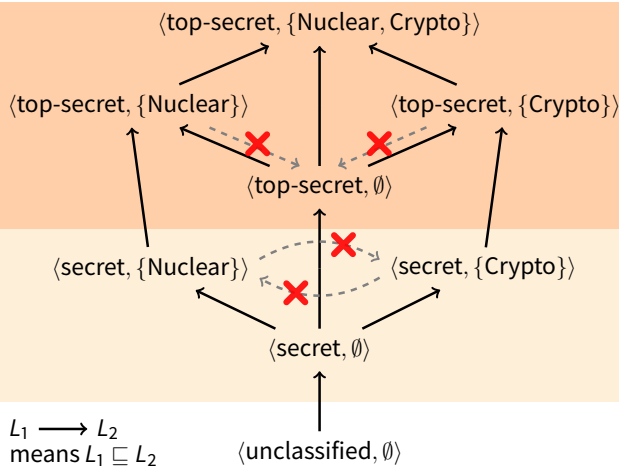 ⟨top-secret, {Nuclear, Crypto}⟩
⟨top-secret, {Nuclear}⟩
⟨top-secret, {Crypto}⟩
⟨top-secret, ∅⟩
⟨secret, {Nuclear}⟩
⟨secret, {Crypto}⟩
⟨secret, ∅⟩
L₁ ⟶ L₂
means L₁ ⊑ L₂
⟨unclassified, ∅⟩